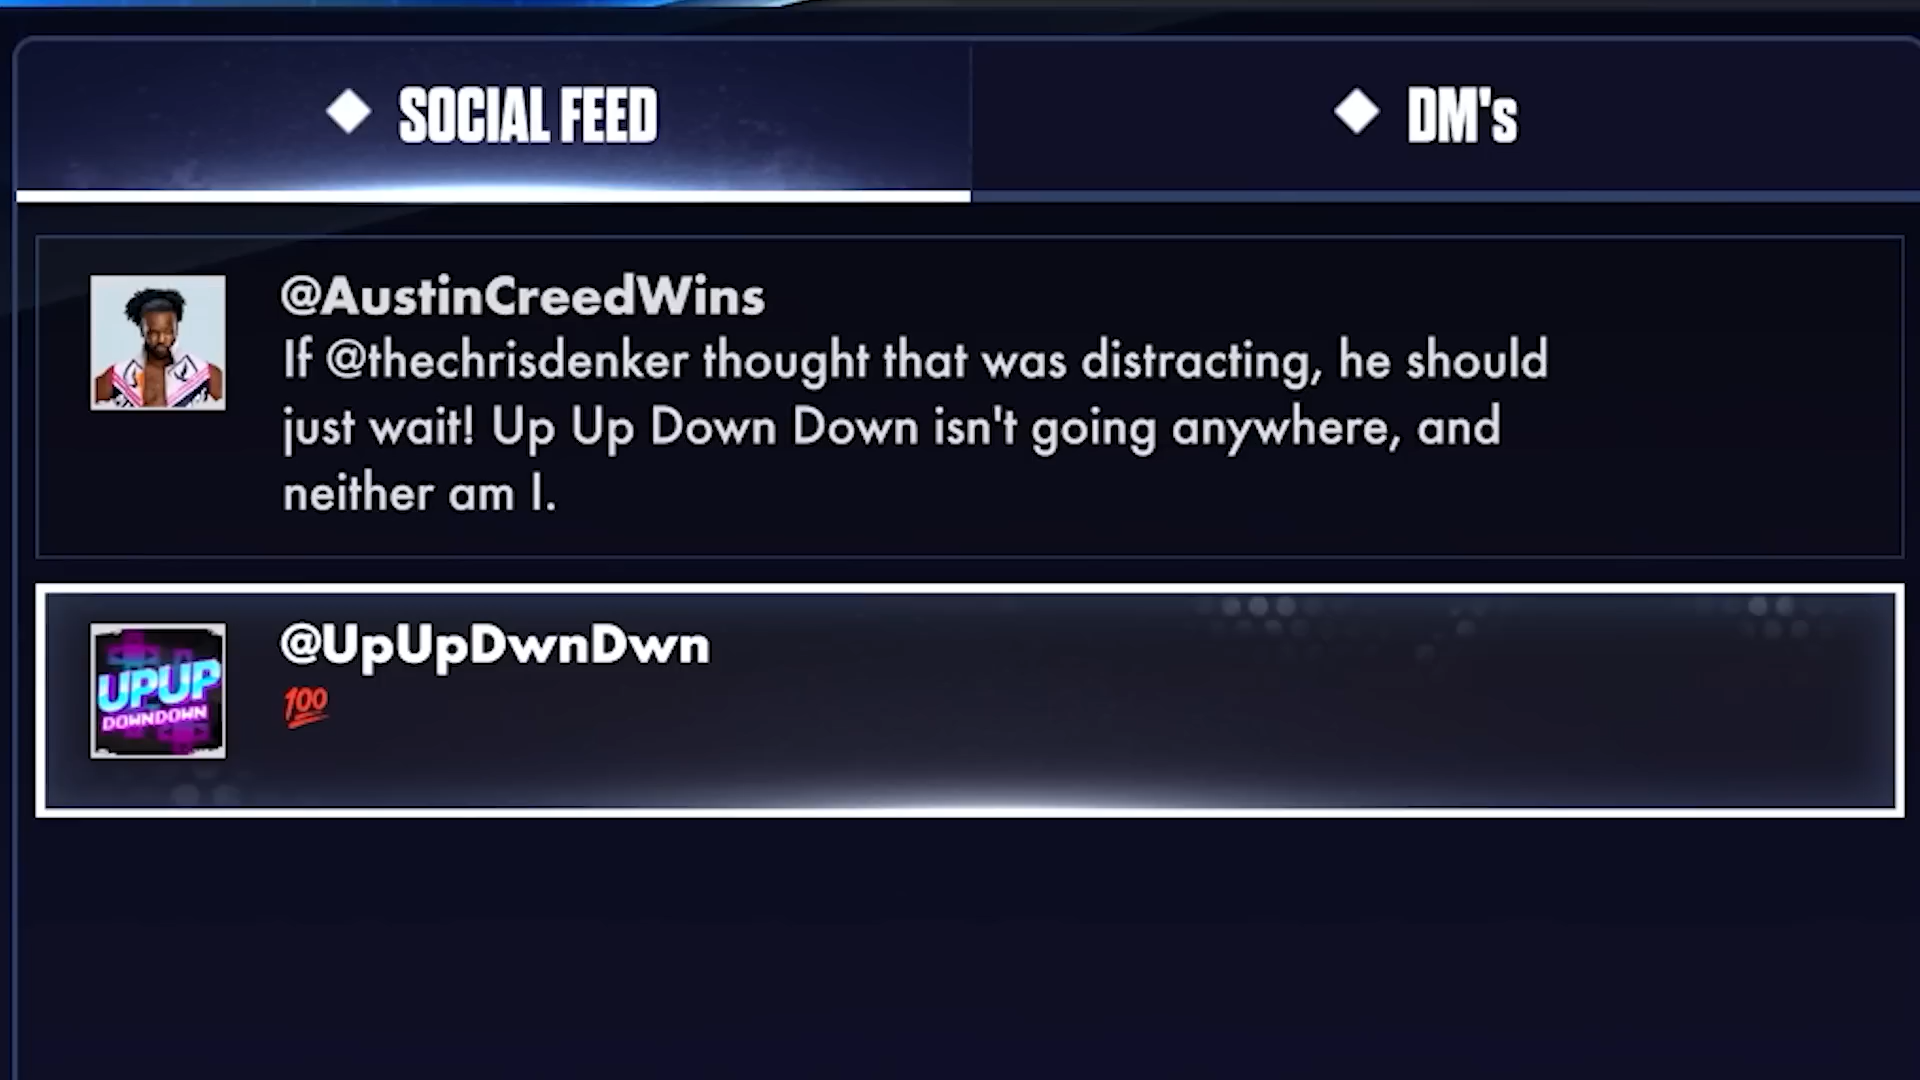 SOCIAL FEED
DM's
@AustinCreedWins
If @thechrisdenker thought that was distracting, he should
just wait! Up Up Down Down isn't going anywhere, and
neither am I.
@UpUpDwnDwn
💯
UPUP
DOWNDOWN